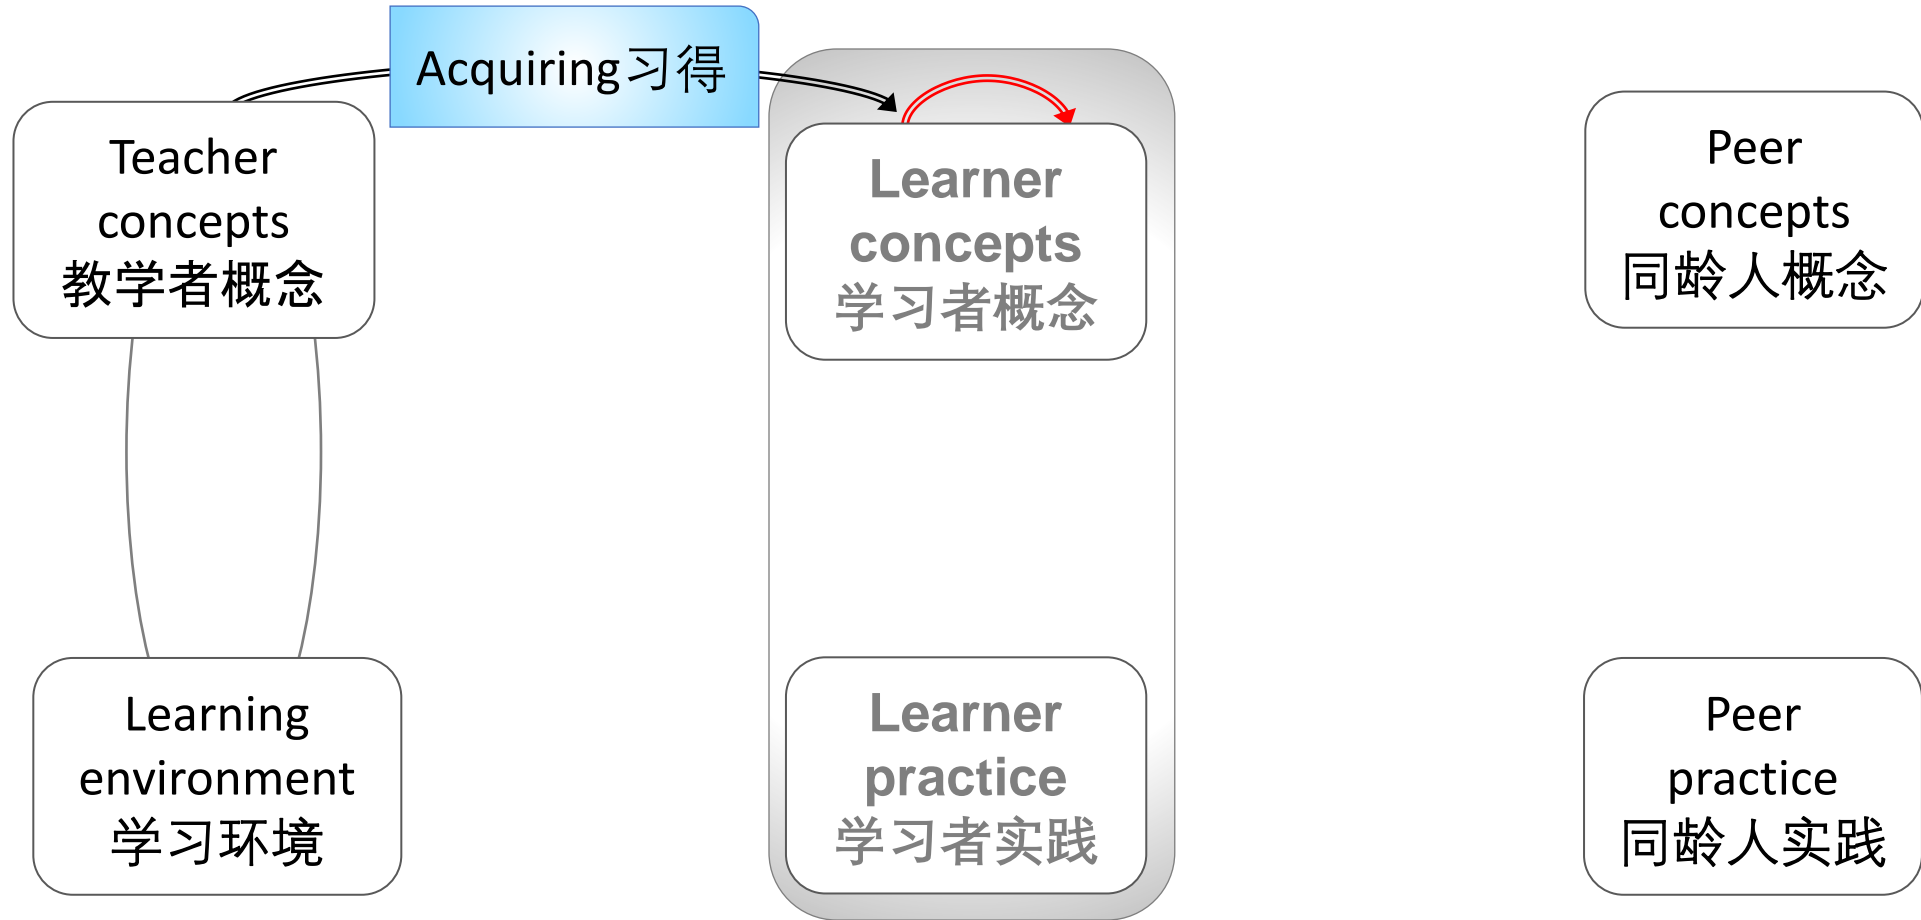 Acquiring习得
Teacher
concepts
教学者概念
Learner
concepts
学习者概念
Peer
concepts
同龄人概念
Learning
environment
学习环境
Learner
practice
学习者实践
Peer
practice
同龄人实践